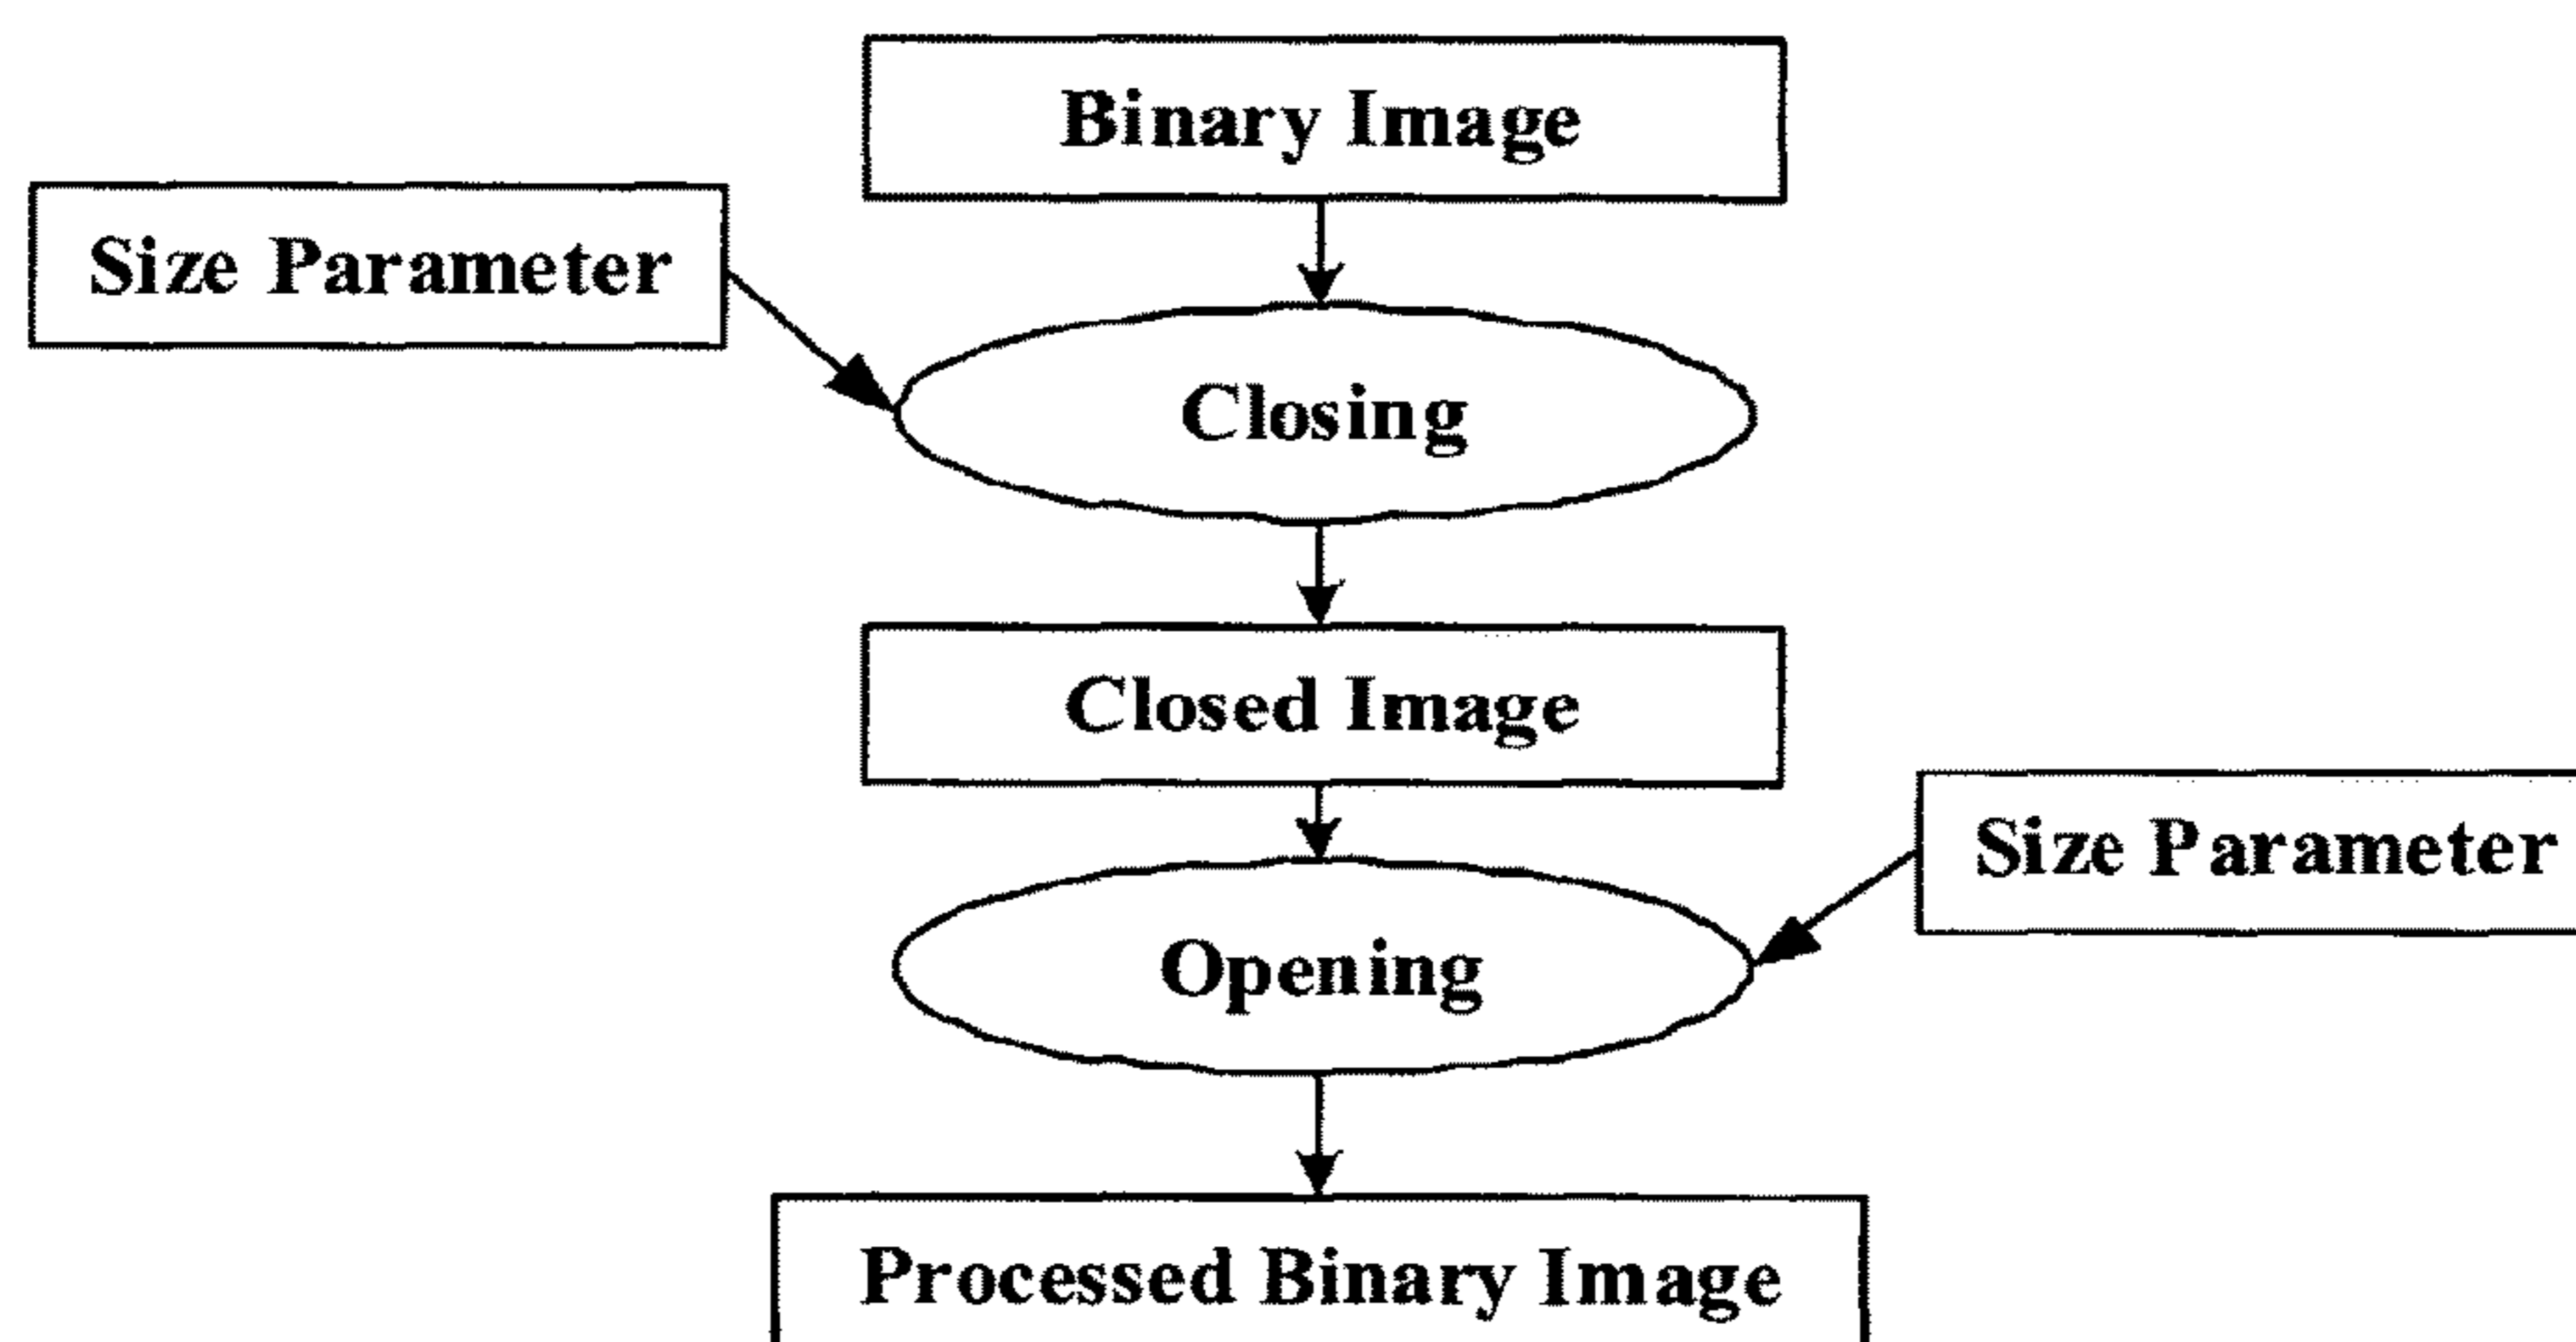 Binary Image
Size Parameter
Closing
Closed Image
Size Parameter
Opening
Processed Binary Image